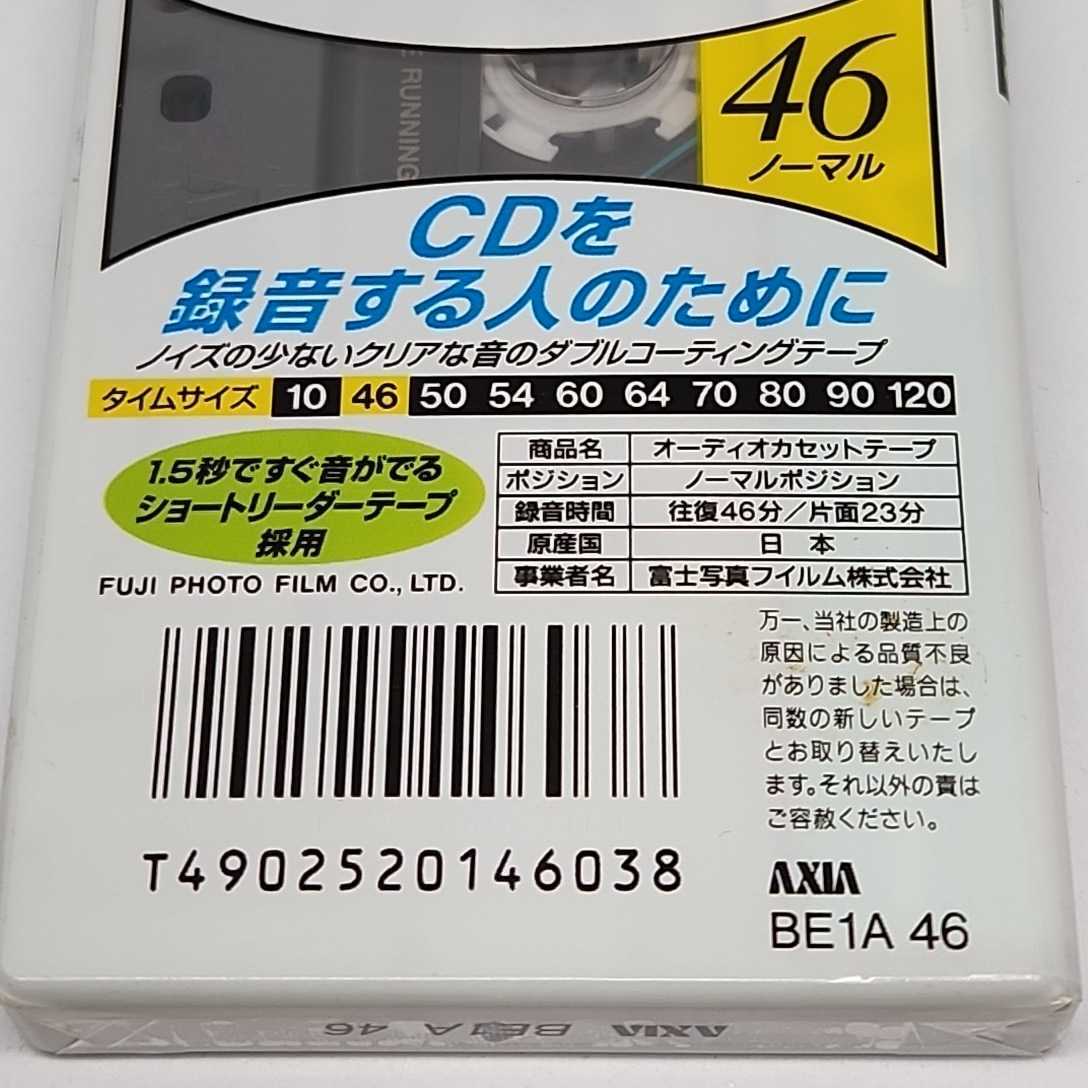 RUNNING
46
ノーマル
CDを
録音する人のために
ノイズの少ないクリアな音のダブルコーティングテープ
タイムサイズ 10 46 50 54 60 64 70 80 90 120
1.5秒ですぐ音がでる
ショートリーダーテープ
採用
商品名 オーディオカセットテープ
ポジション ノーマルポジション
録音時間 往復46分/片面23分
原産国 日本
事業者名 富士写真フイルム株式会社
FUJI PHOTO FILM CO., LTD.
万一、当社の製造上の
原因による品質不良
がありました場合は、
同数の新しいテープ
とお取り替えいたし
ます。それ以外の責は
ご容赦ください。
T4902520146038
AXIA
BE1A 46
AXIA BE1A 46